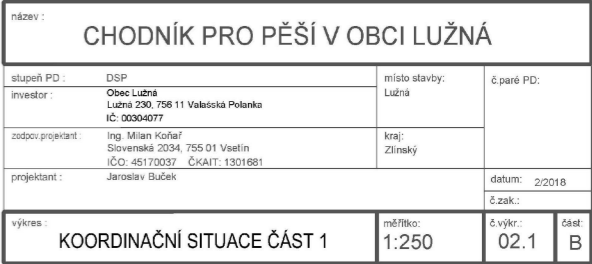 název :
CHODNÍK PRO PĚŠÍ V OBCI LUŽNÁ
stupeň PD : DSP
investor : Obec Lužná
Lužná 230, 756 11 Valašská Polanka
IČ: 00304077
místo stavby:
Lužná
č.paré PD:
zodpov.projektant : Ing. Milan Koňař
Slovenská 2034, 755 01 Vsetín
IČO: 45170037 ČKAIT: 1301681
kraj:
Zlínský
projektant : Jaroslav Buček
datum: 2/2018
č.zak.:
výkres :
KOORDINAČNÍ SITUACE ČÁST 1
měřítko:
1:250
č.výkr.:
02.1
část:
B